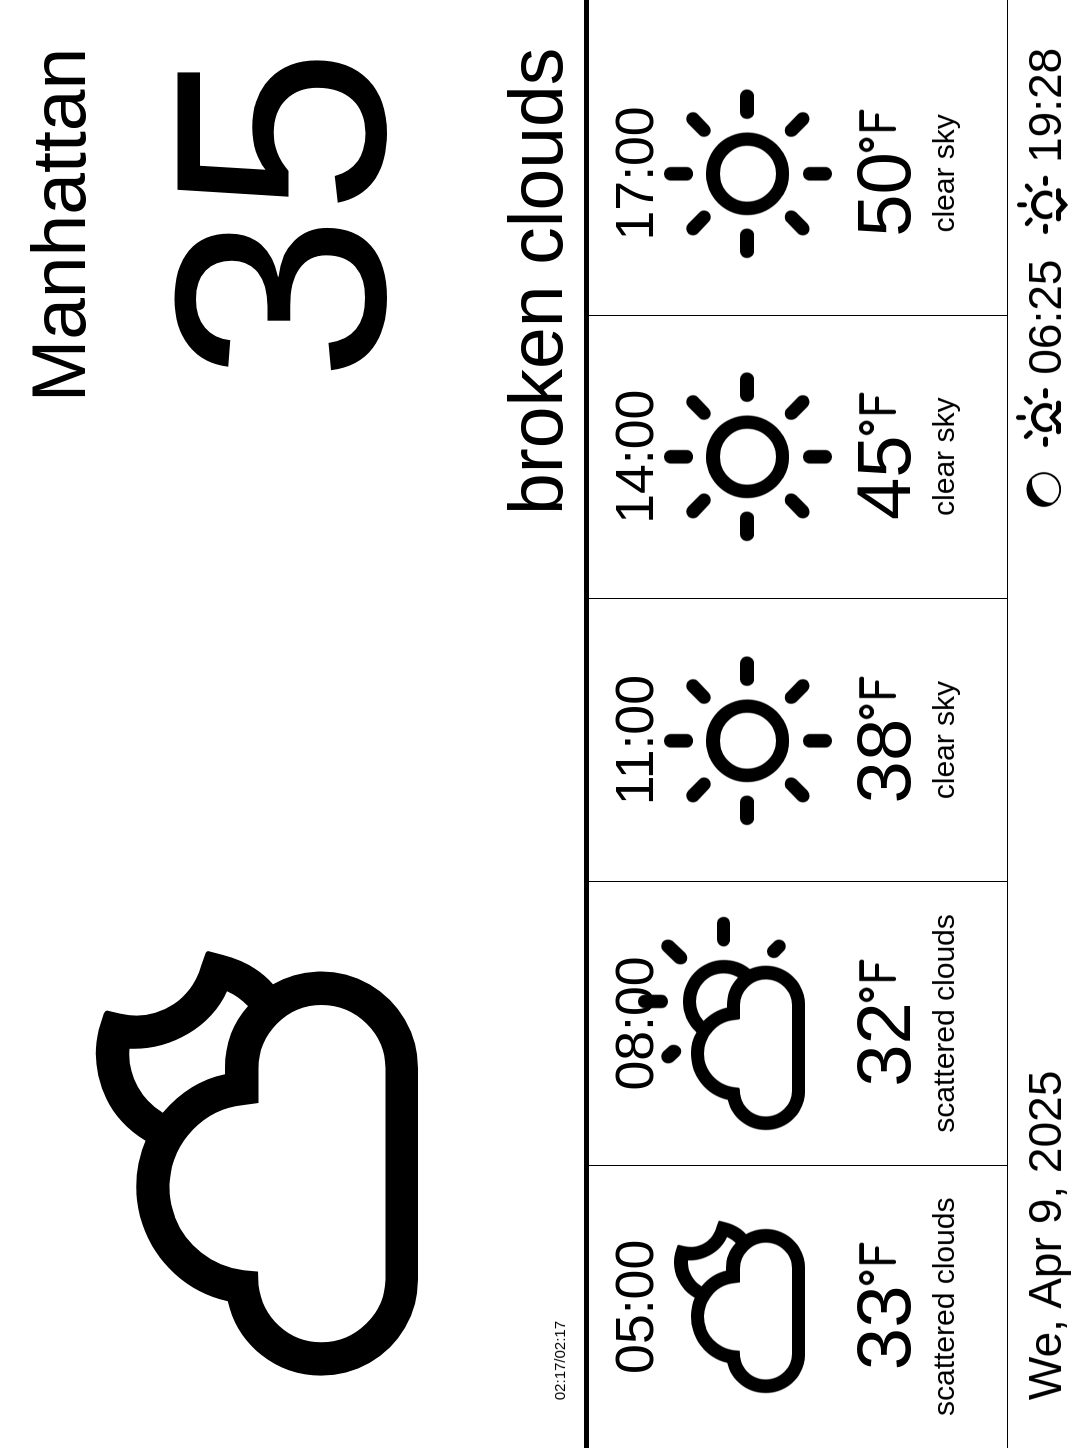 Manhattan
35
broken clouds
02:17/02:17
05:00 08:00 11:00 14:00 17:00
33°F 32°F 38°F 45°F 50°F
scattered clouds scattered clouds clear sky clear sky clear sky
We, Apr 9, 2025 06:25 19:28